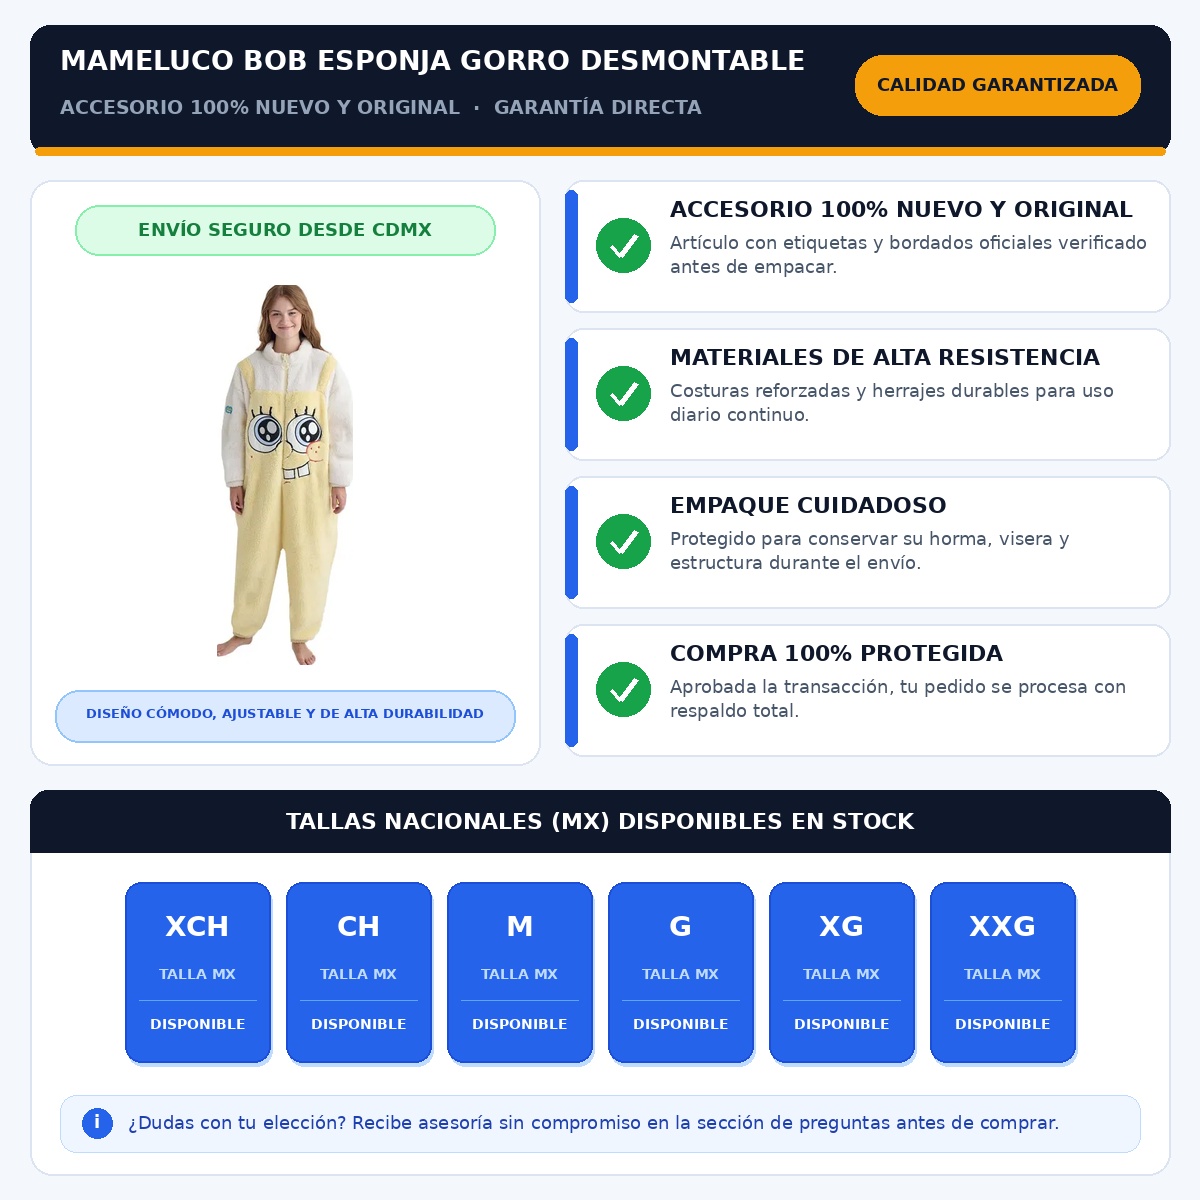 MAMELUCO BOB ESPONJA GORRO DESMONTABLE
ACCESORIO 100% NUEVO Y ORIGINAL · GARANTÍA DIRECTA
CALIDAD GARANTIZADA
ENVÍO SEGURO DESDE CDMX
DISEÑO CÓMODO, AJUSTABLE Y DE ALTA DURABILIDAD
ACCESORIO 100% NUEVO Y ORIGINAL
Artículo con etiquetas y bordados oficiales verificado
antes de empacar.
MATERIALES DE ALTA RESISTENCIA
Costuras reforzadas y herrajes durables para uso
diario continuo.
EMPAQUE CUIDADOSO
Protegido para conservar su horma, visera y
estructura durante el envío.
COMPRA 100% PROTEGIDA
Aprobada la transacción, tu pedido se procesa con
respaldo total.
TALLAS NACIONALES (MX) DISPONIBLES EN STOCK
XCH
TALLA MX
DISPONIBLE
CH
TALLA MX
DISPONIBLE
M
TALLA MX
DISPONIBLE
G
TALLA MX
DISPONIBLE
XG
TALLA MX
DISPONIBLE
XXG
TALLA MX
DISPONIBLE
i
¿Dudas con tu elección? Recibe asesoría sin compromiso en la sección de preguntas antes de comprar.